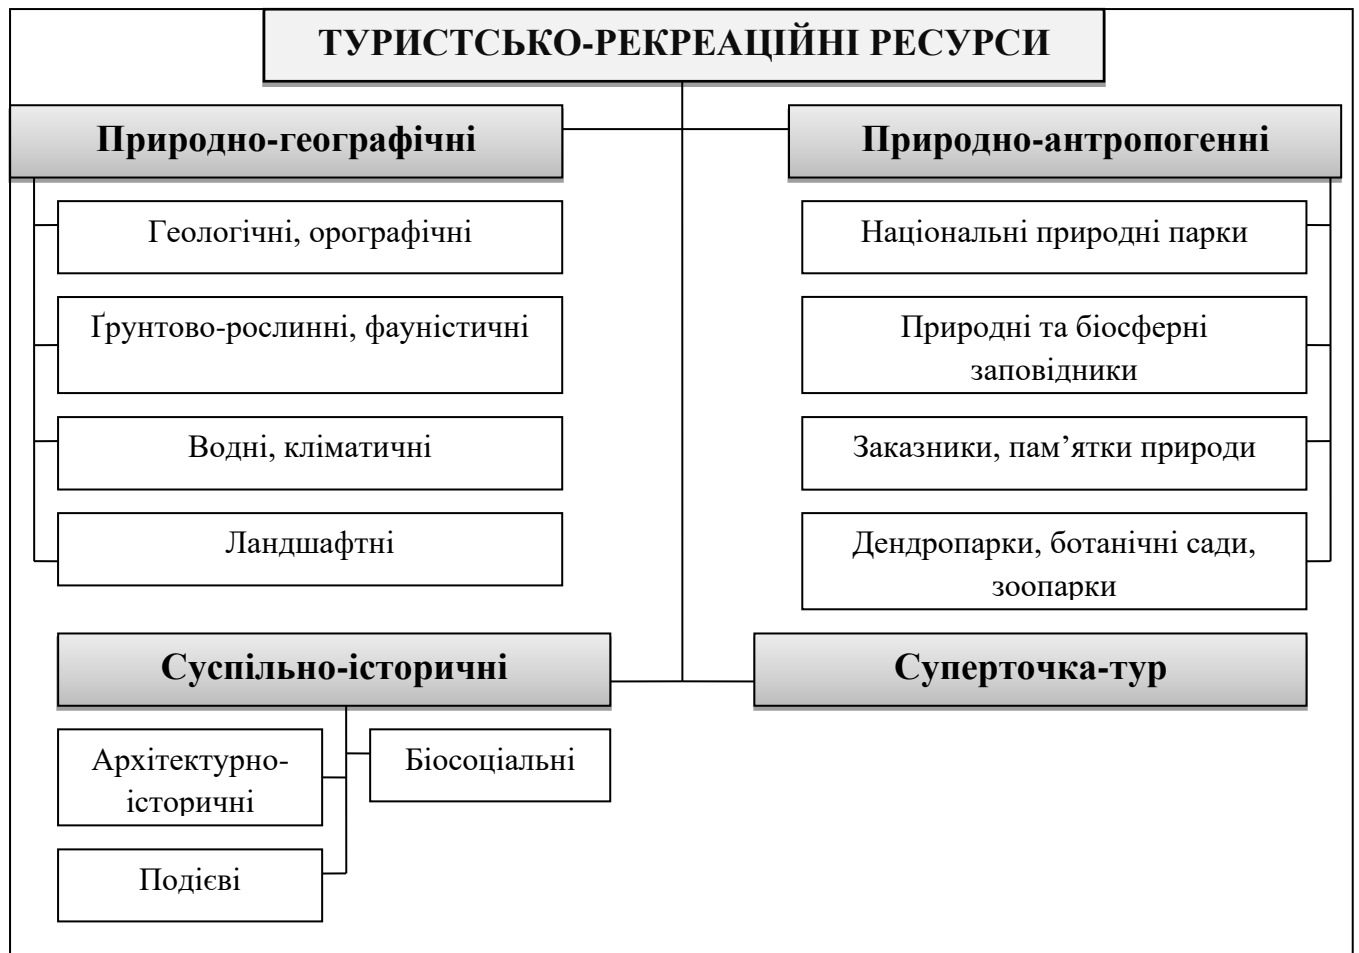 ТУРИСТСЬКО-РЕКРЕАЦІЙНІ РЕСУРСИ
Природно-географічні
Геологічні, орографічні
Ґрунтово-рослинні, фауністичні
Водні, кліматичні
Ландшафтні
Природно-антропогенні
Національні природні парки
Природні та біосферні
заповідники
Заказники, пам’ятки природи
Дендропарки, ботанічні сади,
зоопарки
Суспільно-історичні
Архітектурно-
історичні
Біосоціальні
Подієві
Суперточка-тур